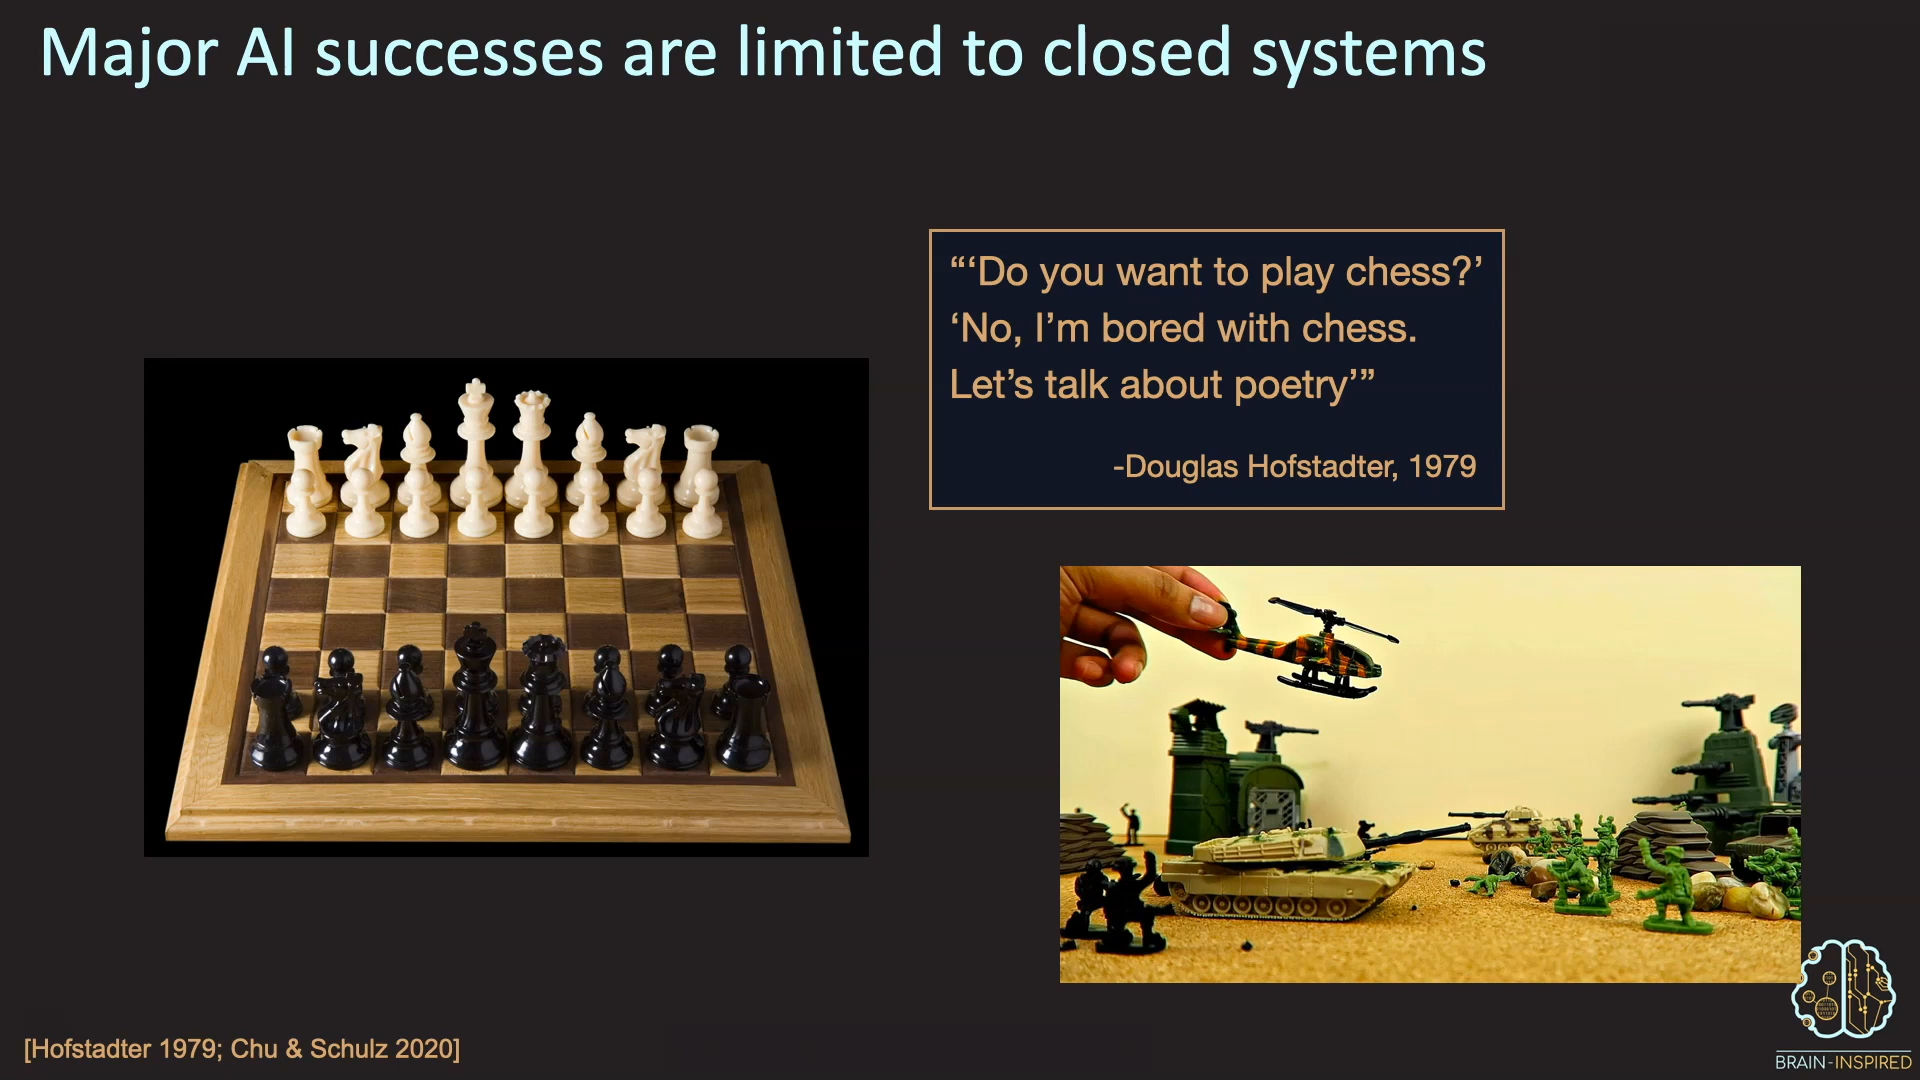 Major AI successes are limited to closed systems
“‘Do you want to play chess?’
‘No, I’m bored with chess.
Let’s talk about poetry’”
-Douglas Hofstadter, 1979
[Hofstadter 1979; Chu & Schulz 2020]
BRAIN-INSPIRED